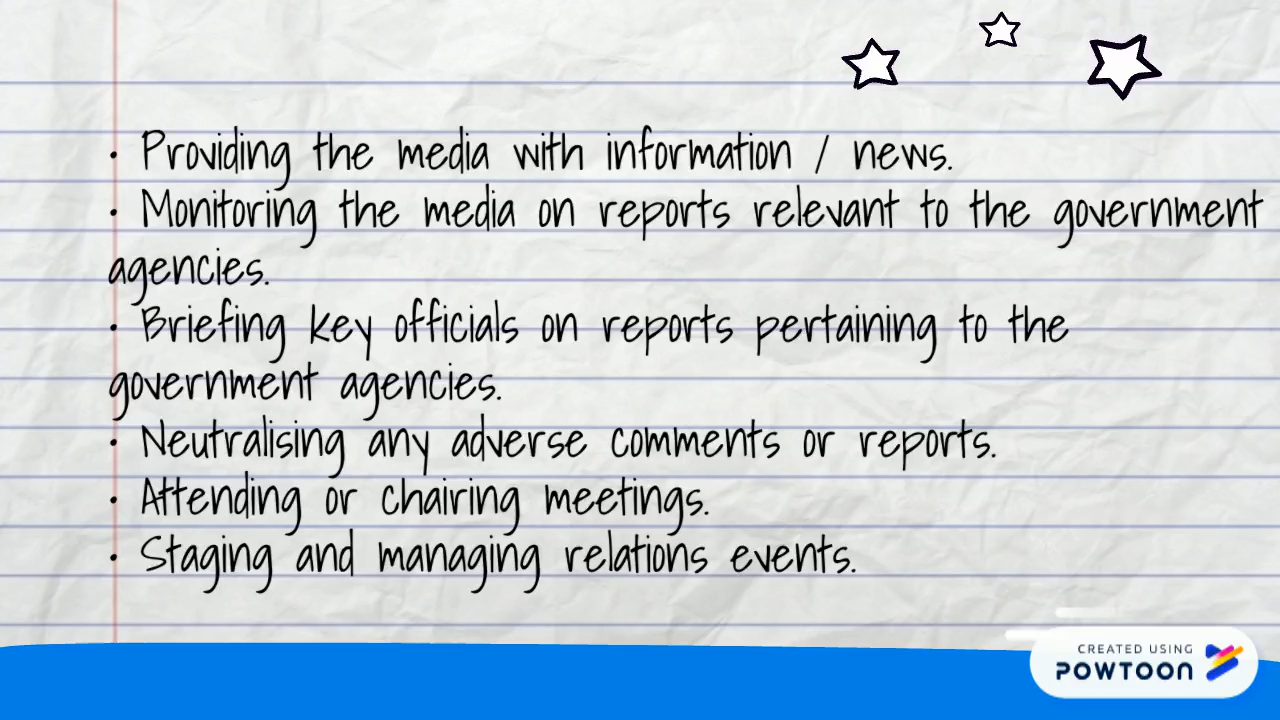 • Providing the media with information / news.
• Monitoring the media on reports relevant to the government
agencies.
• Briefing key officials on reports pertaining to the
government agencies.
• Neutralising any adverse comments or reports.
• Attending or chairing meetings.
• Staging and managing relations events.
CREATED USING
POWTOON